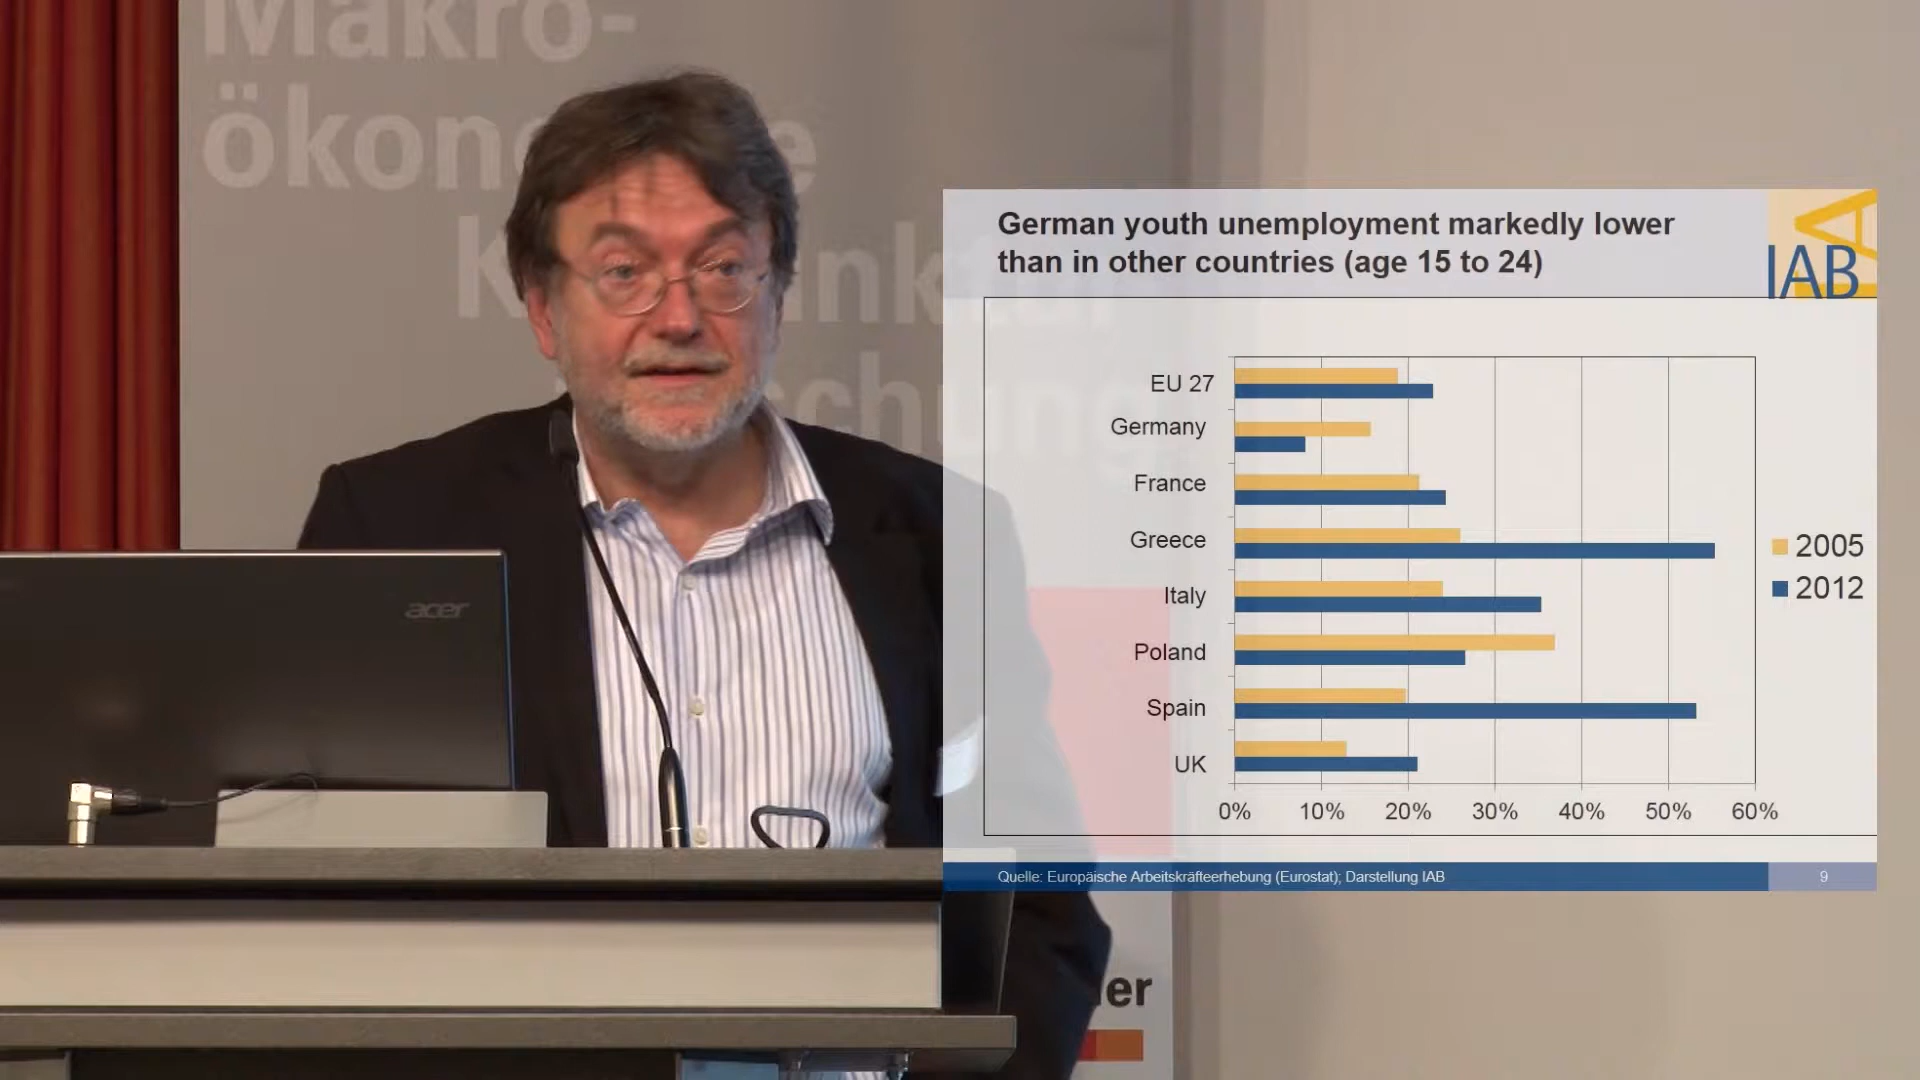 Makro-
ökono e
K nktur
schung
acer
German youth unemployment markedly lower
than in other countries (age 15 to 24)
IAB
EU 27
Germany
France
Greece
Italy
Poland
Spain
UK
0% 10% 20% 30% 40% 50% 60%
2005
2012
Quelle: Europäische Arbeitskräfteerhebung (Eurostat); Darstellung IAB
9
er